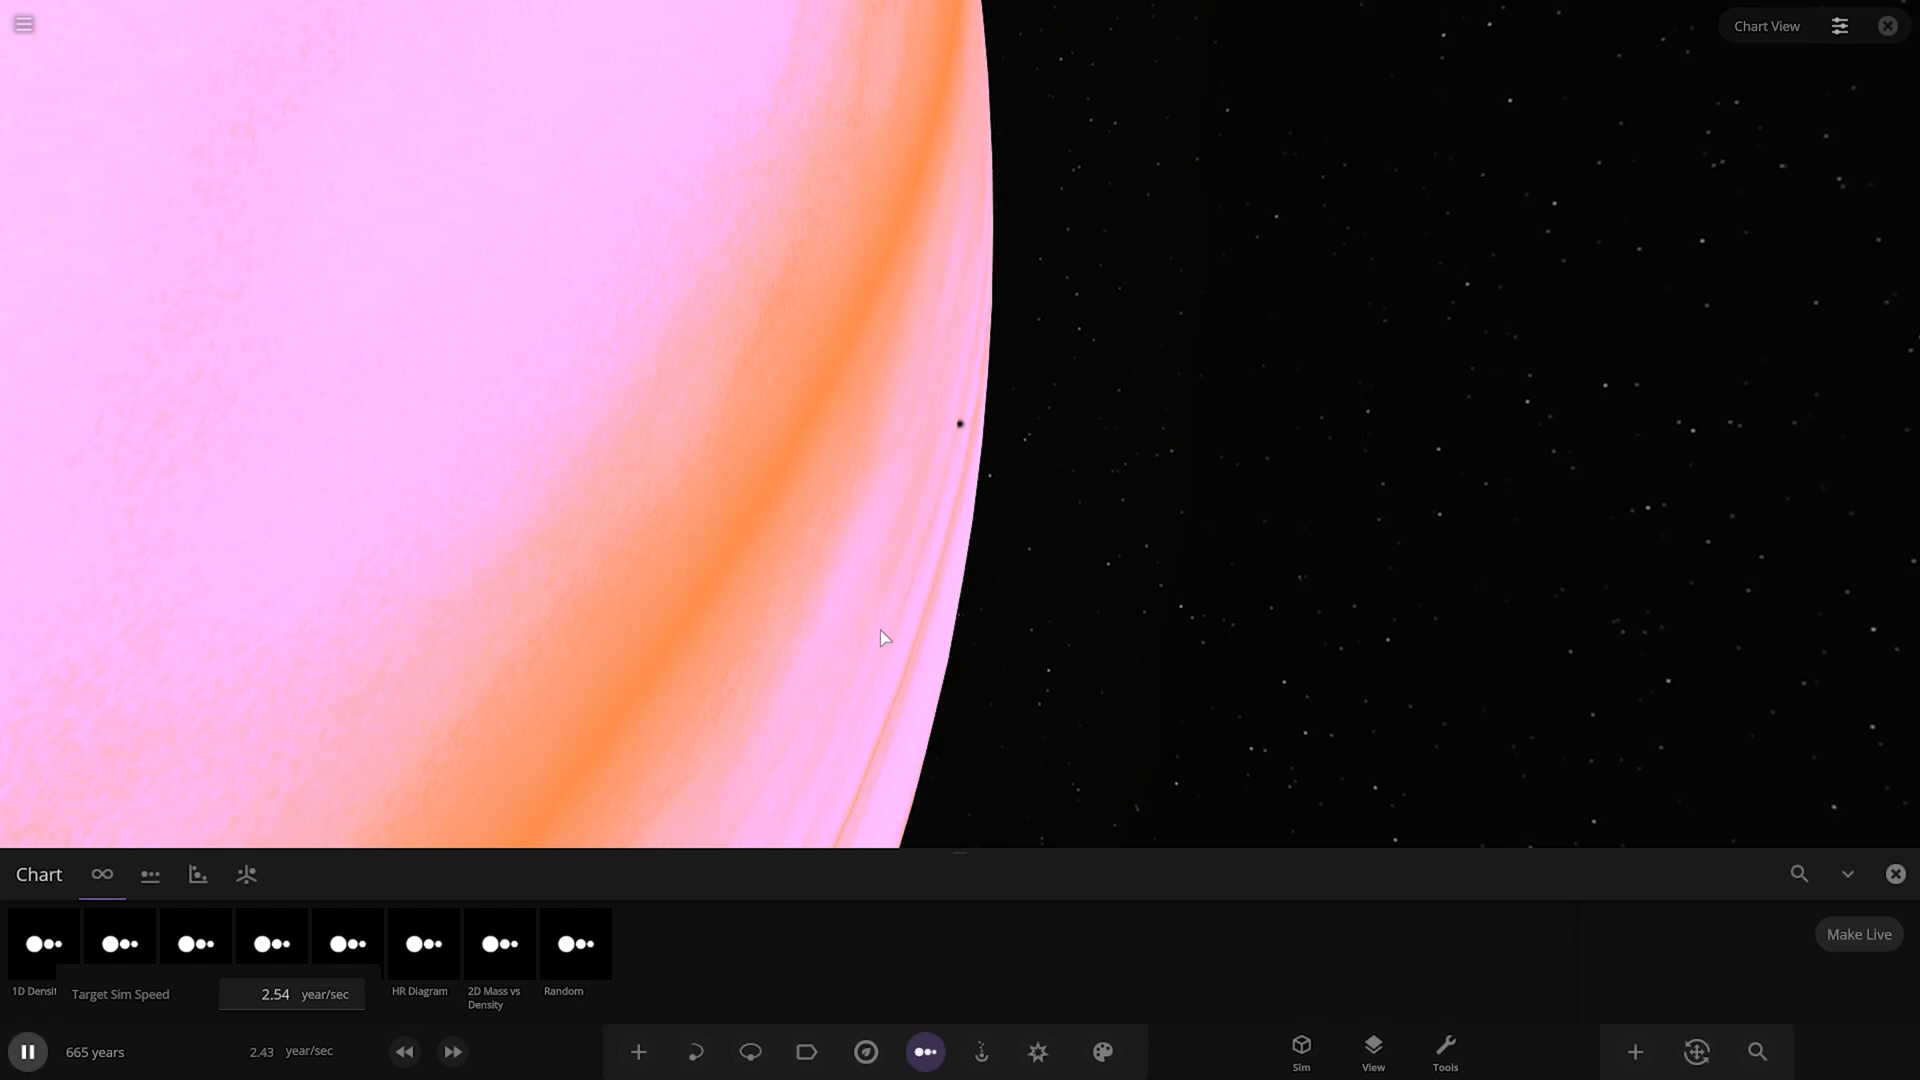 Chart View
Chart
Make Live
1D Densit
HR Diagram
2D Mass vs
Density
Random
Target Sim Speed
2.54 year/sec
665 years
2.43 year/sec
Sim
View
Tools